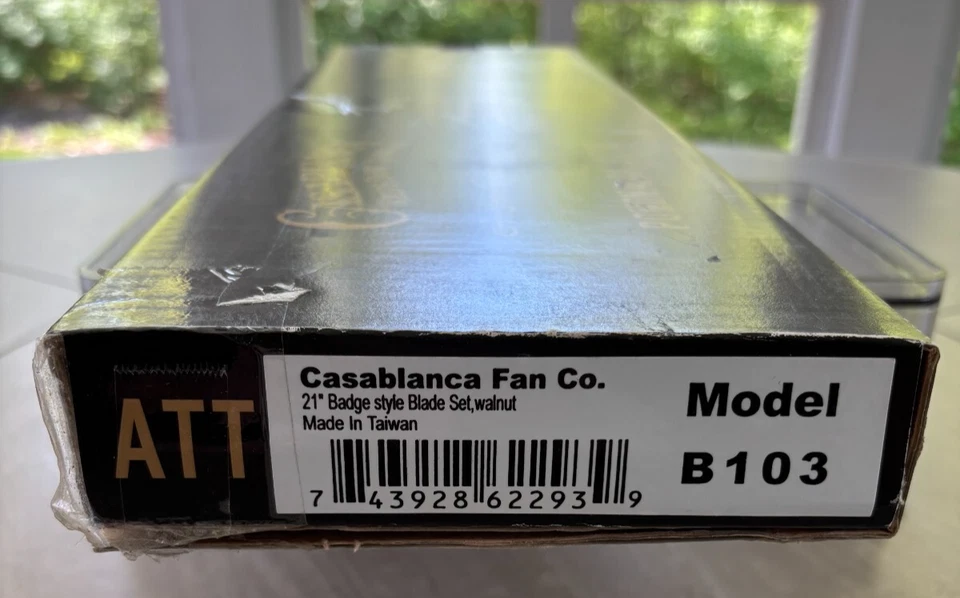 ATT
Casablanca Fan Co.
21" Badge style Blade Set,walnut
Made In Taiwan
7 43928 62293 9
Model
B103